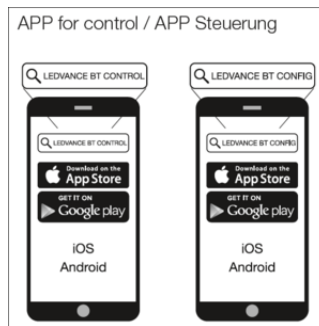 APP for control / APP Steuerung
LEDVANCE BT CONTROL
LEDVANCE BT CONTROL
Download on the
App Store
GET IT ON
Google play
iOS
Android
LEDVANCE BT CONFIG
LEDVANCE BT CONFIG
Download on the
App Store
GET IT ON
Google play
iOS
Android